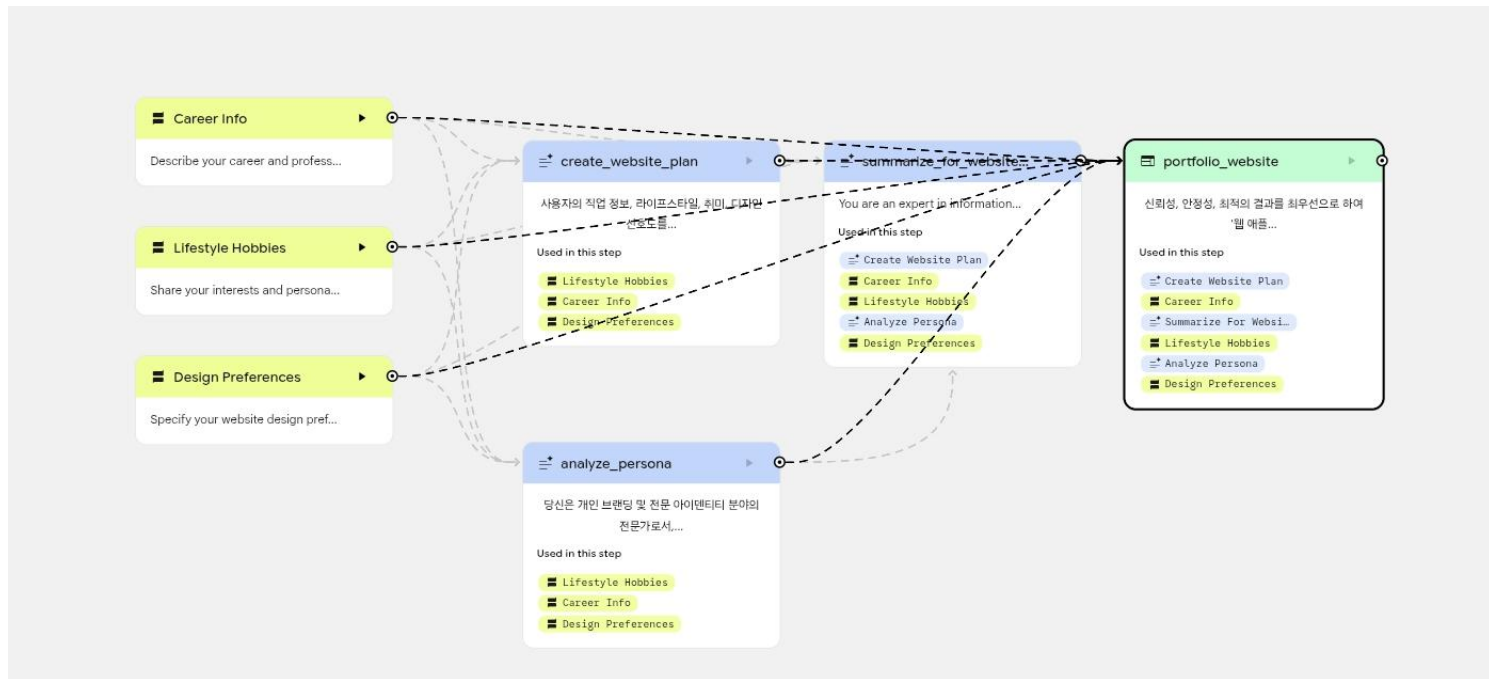 Career Info
Describe your career and profess...
Lifestyle Hobbies
Share your interests and persona...
Design Preferences
Specify your website design pref...
create_website_plan
사용자의 직업 정보, 라이프스타일, 취미, 디자인
선호도를...
Used in this step
Lifestyle Hobbies
Career Info
Design Preferences
analyze_persona
당신은 개인 브랜딩 및 전문 아이덴티티 분야의
전문가로서,...
Used in this step
Lifestyle Hobbies
Career Info
Design Preferences
summarize_for_website...
You are an expert in information...
Used in this step
Create Website Plan
Career Info
Lifestyle Hobbies
Analyze Persona
Design Preferences
portfolio_website
신뢰성, 안정성, 최적의 결과를 최우선으로 하여
'웹 애플...
Used in this step
Create Website Plan
Career Info
Summarize For Websi...
Lifestyle Hobbies
Analyze Persona
Design Preferences